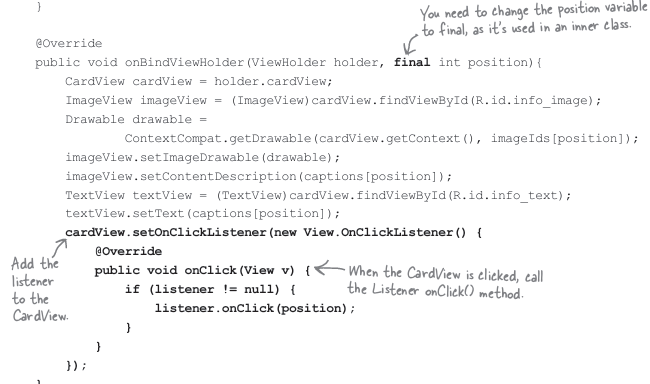 }
You need to change the position variable
to final, as it's used in an inner class.
@Override
public void onBindViewHolder(ViewHolder holder, final int position){
CardView cardView = holder.cardView;
ImageView imageView = (ImageView)cardView.findViewById(R.id.info_image);
Drawable drawable =
ContextCompat.getDrawable(cardView.getContext(), imageIds[position]);
imageView.setImageDrawable(drawable);
imageView.setContentDescription(captions[position]);
TextView textView = (TextView)cardView.findViewById(R.id.info_text);
textView.setText(captions[position]);
cardView.setOnClickListener(new View.OnClickListener() {
@Override
Add the
listener
to the
CardView.
public void onClick(View v) {
When the CardView is clicked, call
the Listener onClick() method.
if (listener != null) {
listener.onClick(position);
}
}
});
}